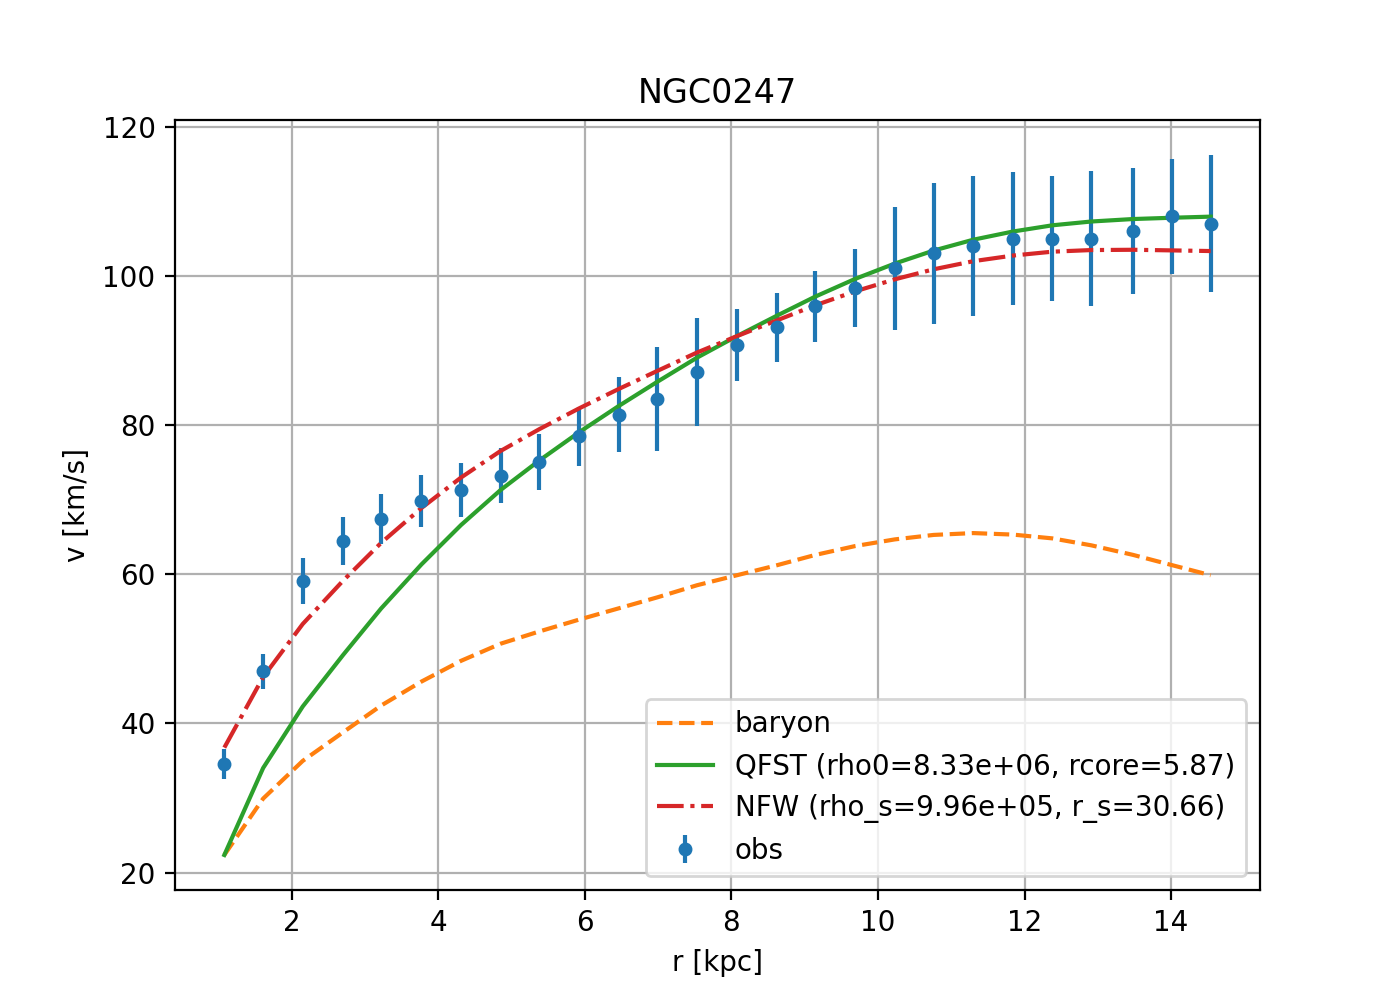 NGC0247
120
100
80
60
40
20
v [km/s]
baryon
QFST (rho0=8.33e+06, rcore=5.87)
NFW (rho_s=9.96e+05, r_s=30.66)
obs
2 4 6 8 10 12 14
r [kpc]